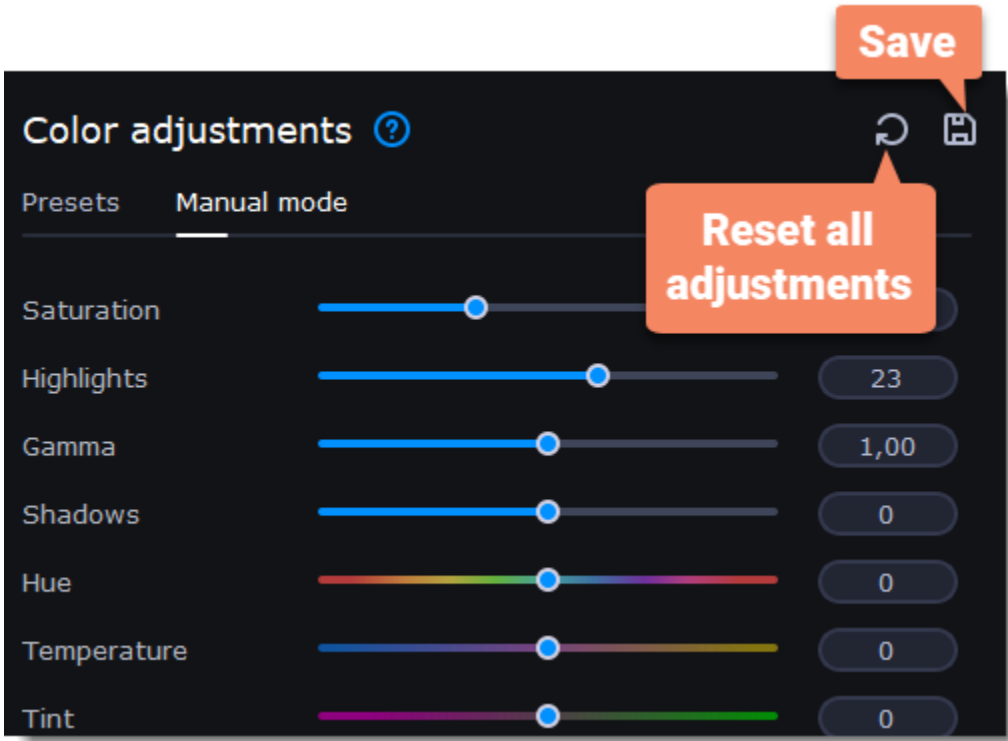 Save
Color adjustments ?
Presets Manual mode
Reset all
adjustments
Saturation
Highlights 23
Gamma 1,00
Shadows 0
Hue 0
Temperature 0
Tint 0